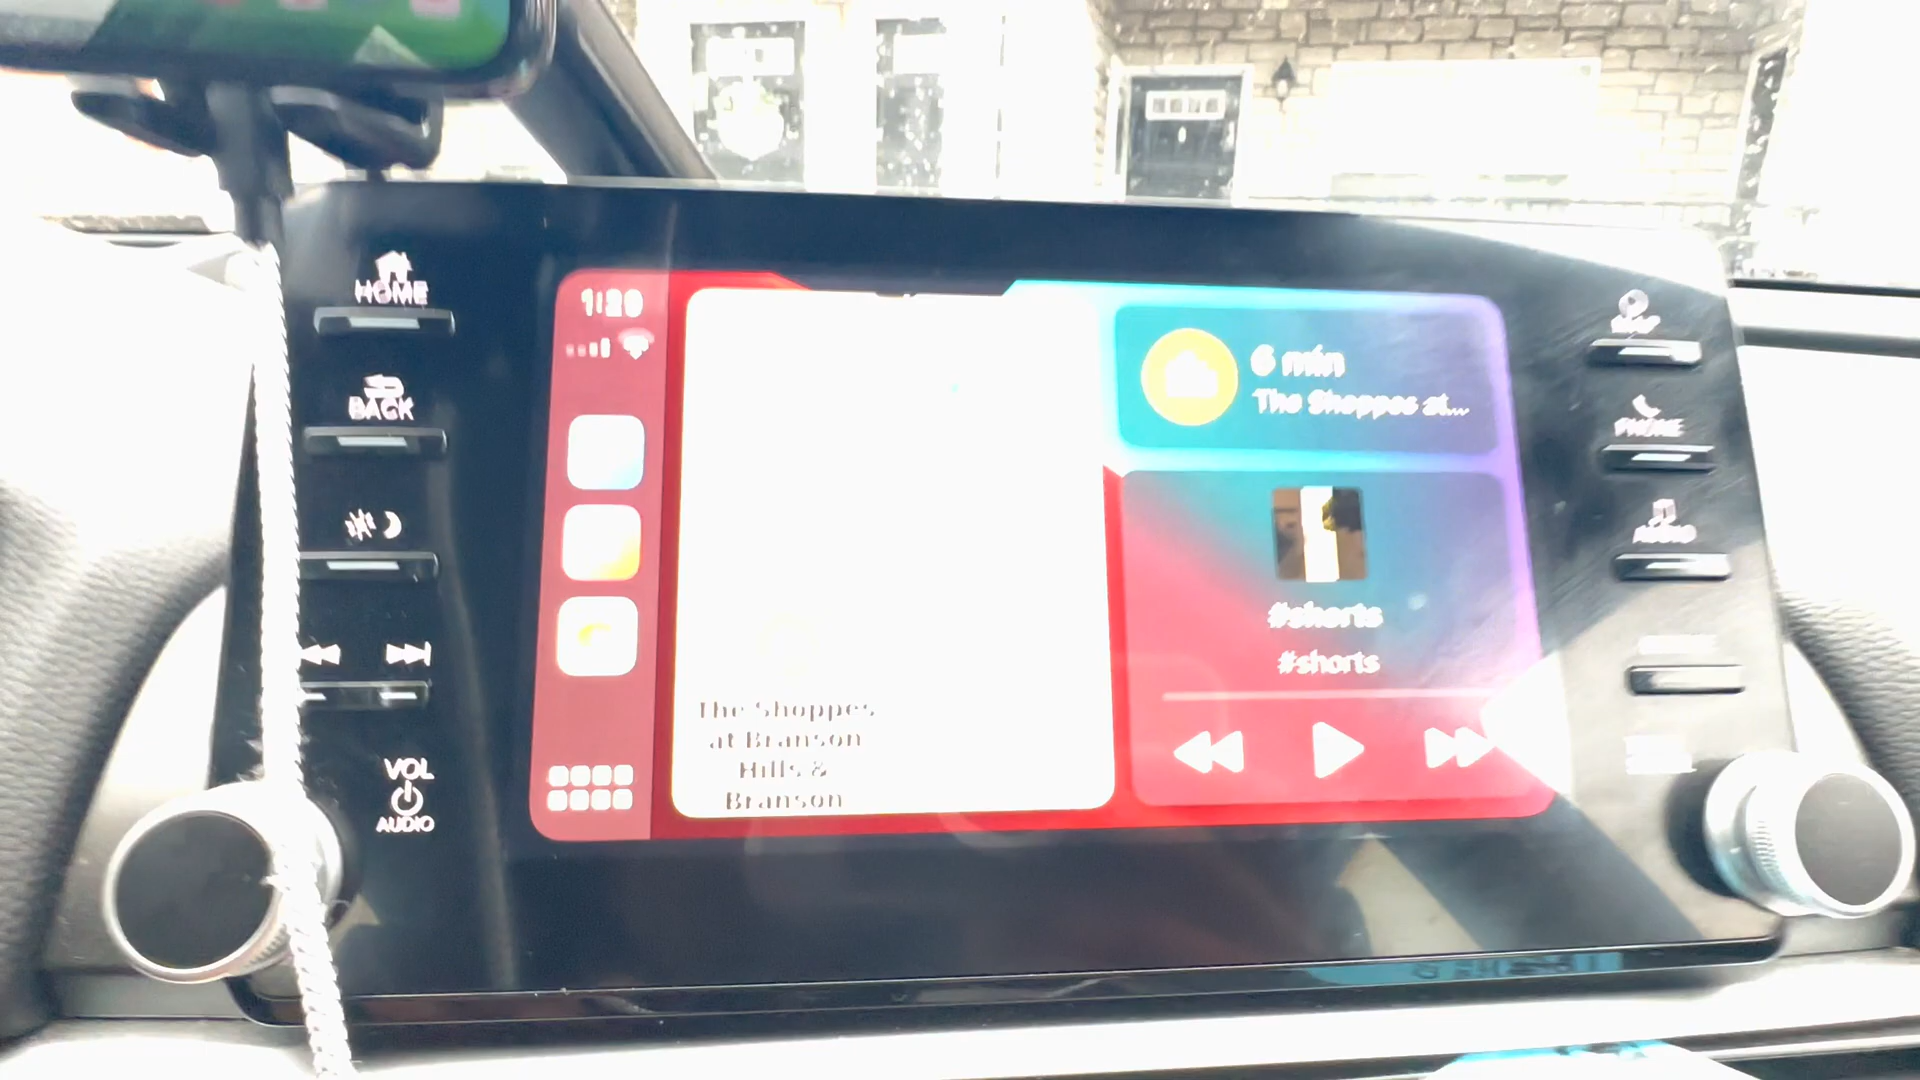 HOME
BACK
VOL
AUDIO
1:20
The Shoppes
at Branson
Hills &
Branson
6 min
The Shoppes at...
#shorts
#shorts
MAP
PHONE
AUDIO